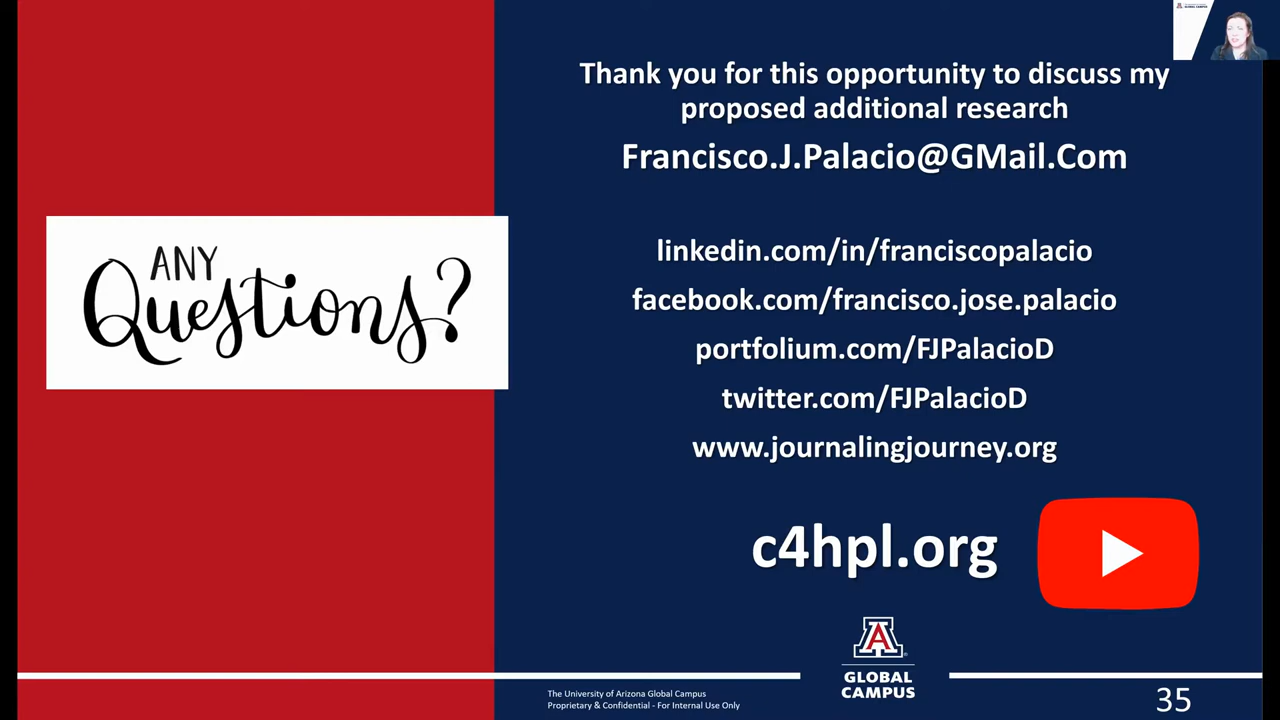 Thank you for this opportunity to discuss my
proposed additional research
Francisco.J.Palacio@GMail.Com
ANY
Questions?
linkedin.com/in/franciscopalacio
facebook.com/francisco.jose.palacio
portfolium.com/FJPalacioD
twitter.com/FJPalacioD
www.journalingjourney.org
c4hpl.org
A
GLOBAL
CAMPUS
The University of Arizona Global Campus
Proprietary & Confidential - For Internal Use Only
35
GLOBAL CAMPUS